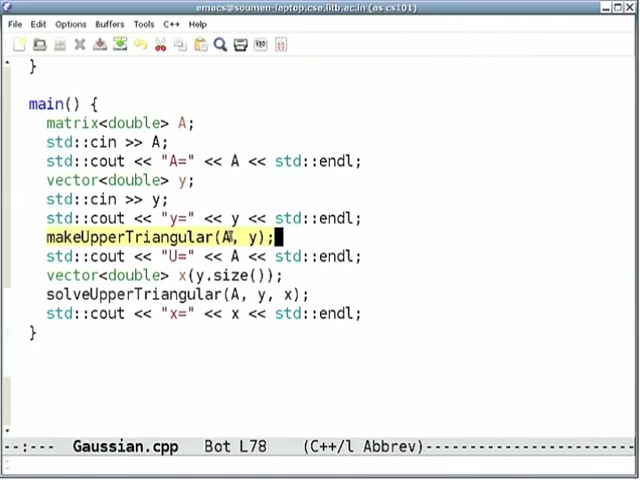 emacs@soumen-laptop.cse.iitb.ac.in (as cs101)
File Edit Options Buffers Tools C++ Help
}
main() {
matrix<double> A;
std::cin >> A;
std::cout << "A=" << A << std::endl;
vector<double> y;
std::cin >> y;
std::cout << "y=" << y << std::endl;
makeUpperTriangular(A, y);
std::cout << "U=" << A << std::endl;
vector<double> x(y.size());
solveUpperTriangular(A, y, x);
std::cout << "x=" << x << std::endl;
}
--:--- Gaussian.cpp Bot L78 (C++/l Abbrev)------------------------